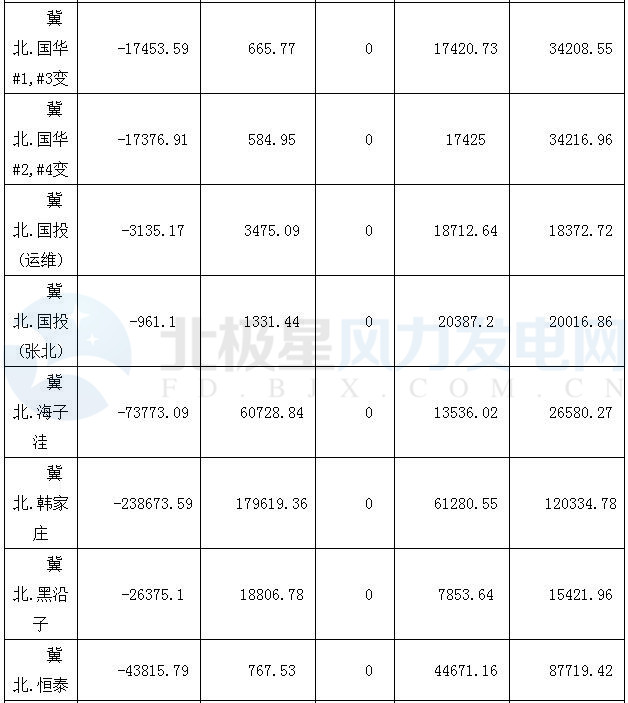 冀
北.国华
#1,#3变
-17453.59
665.77
0
17420.73
34208.55
冀
北.国华
#2,#4变
-17376.91
584.95
0
17425
34216.96
冀
北.国投
(运维)
-3135.17
3475.09
0
18712.64
18372.72
冀
北.国投
(张北)
-961.1
1331.44
0
20387.2
20016.86
北极星风力发电网
FD.BJX.COM.CN
冀
北.海子
洼
-73773.09
60728.84
0
13536.02
26580.27
冀
北.韩家
庄
-238673.59
179619.36
0
61280.55
120334.78
冀
北.黑沿
子
-26375.1
18806.78
0
7853.64
15421.96
冀
北.恒泰
-43815.79
767.53
0
44671.16
87719.42